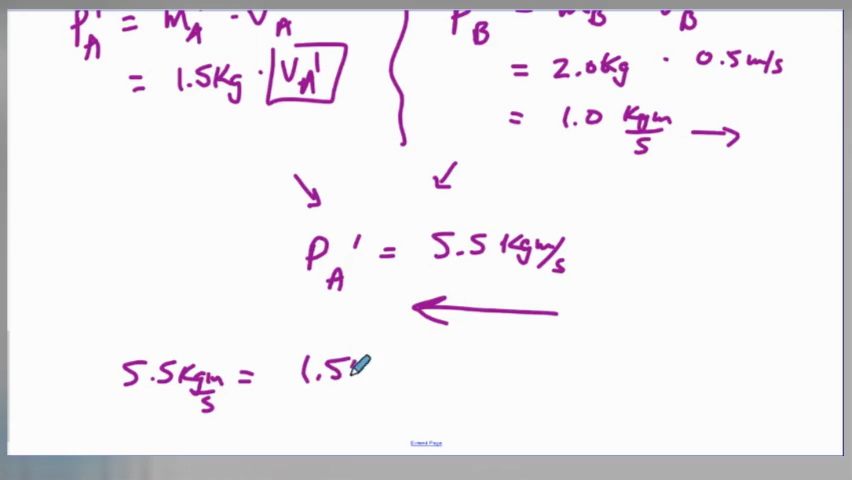 P_A' = m_A' · V_A
= 1.5Kg · V_A'
P_B = m_B V_B
= 2.0Kg · 0.5 m/s
= 1.0 Kgm/s →
P_A' = 5.5 Kgm/s
5.5 Kgm/s = 1.5
Extend Page